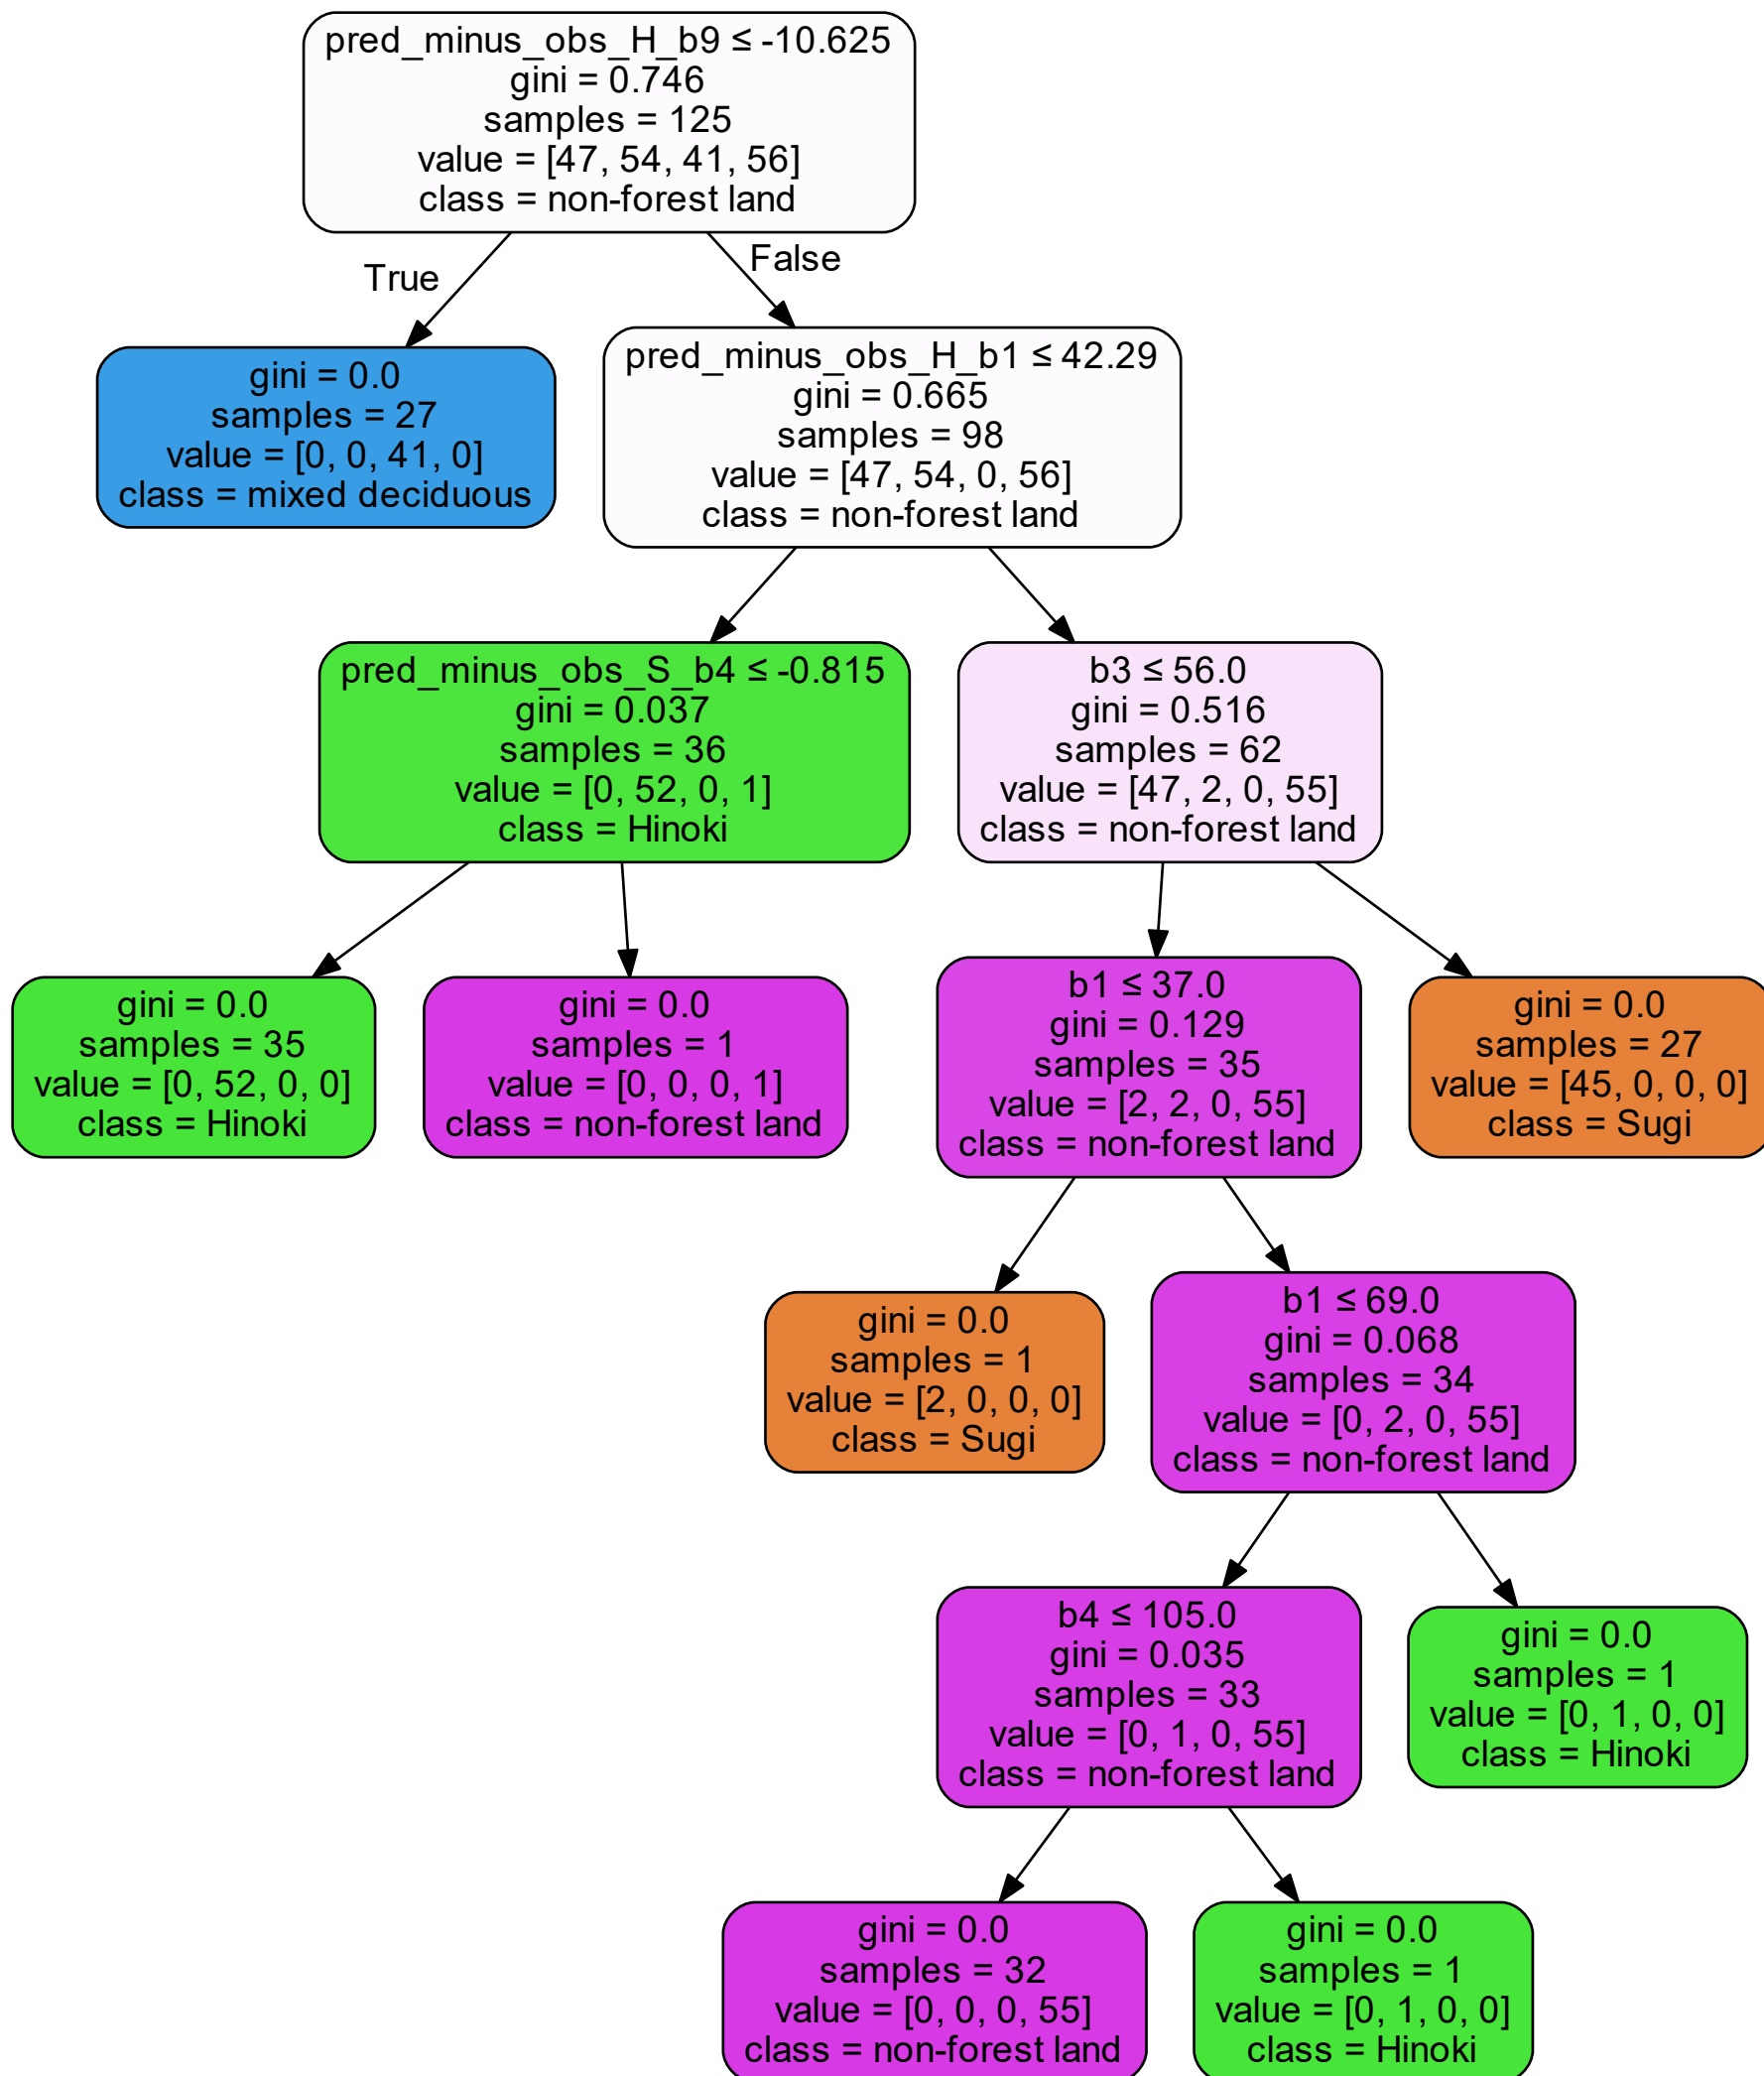 pred_minus_obs_H_b9 ≤ -10.625
gini = 0.746
samples = 125
value = [47, 54, 41, 56]
class = non-forest land
True
False
gini = 0.0
samples = 27
value = [0, 0, 41, 0]
class = mixed deciduous
pred_minus_obs_H_b1 ≤ 42.29
gini = 0.665
samples = 98
value = [47, 54, 0, 56]
class = non-forest land
pred_minus_obs_S_b4 ≤ -0.815
gini = 0.037
samples = 36
value = [0, 52, 0, 1]
class = Hinoki
b3 ≤ 56.0
gini = 0.516
samples = 62
value = [47, 2, 0, 55]
class = non-forest land
gini = 0.0
samples = 35
value = [0, 52, 0, 0]
class = Hinoki
gini = 0.0
samples = 1
value = [0, 0, 0, 1]
class = non-forest land
b1 ≤ 37.0
gini = 0.129
samples = 35
value = [2, 2, 0, 55]
class = non-forest land
gini = 0.0
samples = 27
value = [45, 0, 0, 0]
class = Sugi
gini = 0.0
samples = 1
value = [2, 0, 0, 0]
class = Sugi
b1 ≤ 69.0
gini = 0.068
samples = 34
value = [0, 2, 0, 55]
class = non-forest land
b4 ≤ 105.0
gini = 0.035
samples = 33
value = [0, 1, 0, 55]
class = non-forest land
gini = 0.0
samples = 1
value = [0, 1, 0, 0]
class = Hinoki
gini = 0.0
samples = 32
value = [0, 0, 0, 55]
class = non-forest land
gini = 0.0
samples = 1
value = [0, 1, 0, 0]
class = Hinoki